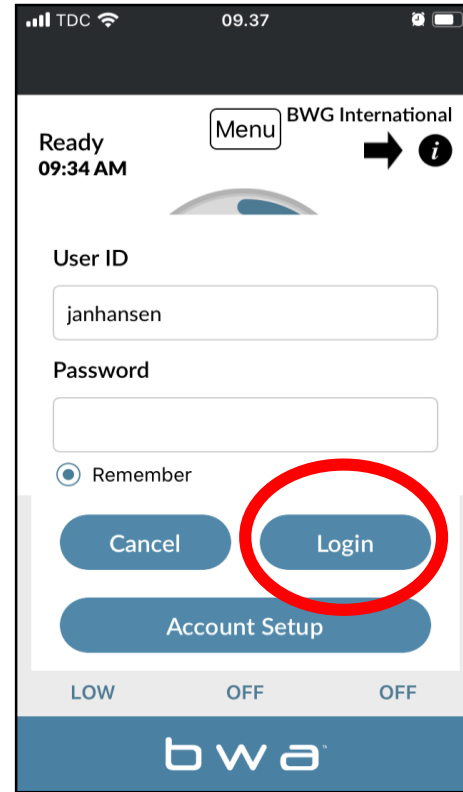 TDC 09.37
BWG International
Menu
Ready
09:34 AM
i
User ID
janhansen
Password
Remember
Cancel Login
Account Setup
LOW OFF OFF
bwa